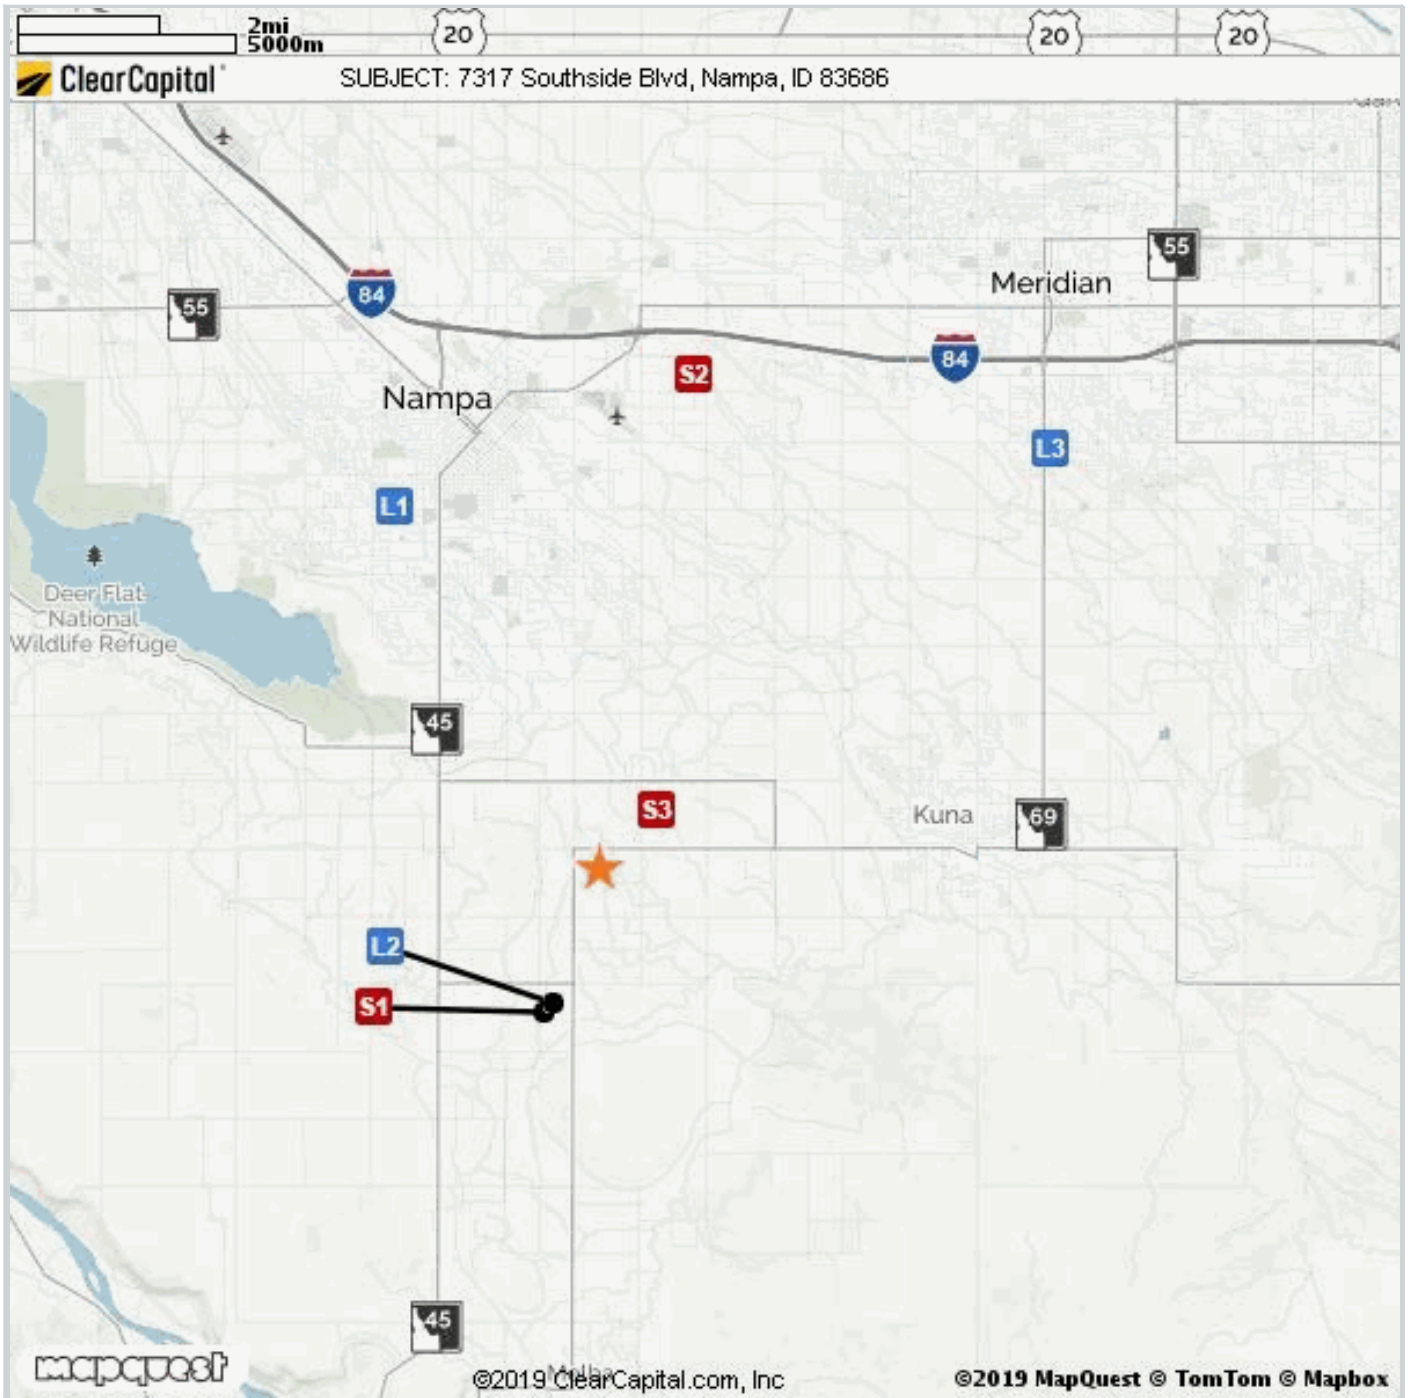 2mi
5000m
20
20
20
ClearCapital
SUBJECT: 7317 Southside Blvd, Nampa, ID 83686
55
Meridian
84
55
84
S2
Nampa
L3
L1
Deer Flat
National
Wildlife Refuge
45
S3
Kuna
69
L2
S1
45
mapquest
Melba
©2019 ClearCapital.com, Inc
©2019 MapQuest © TomTom © Mapbox